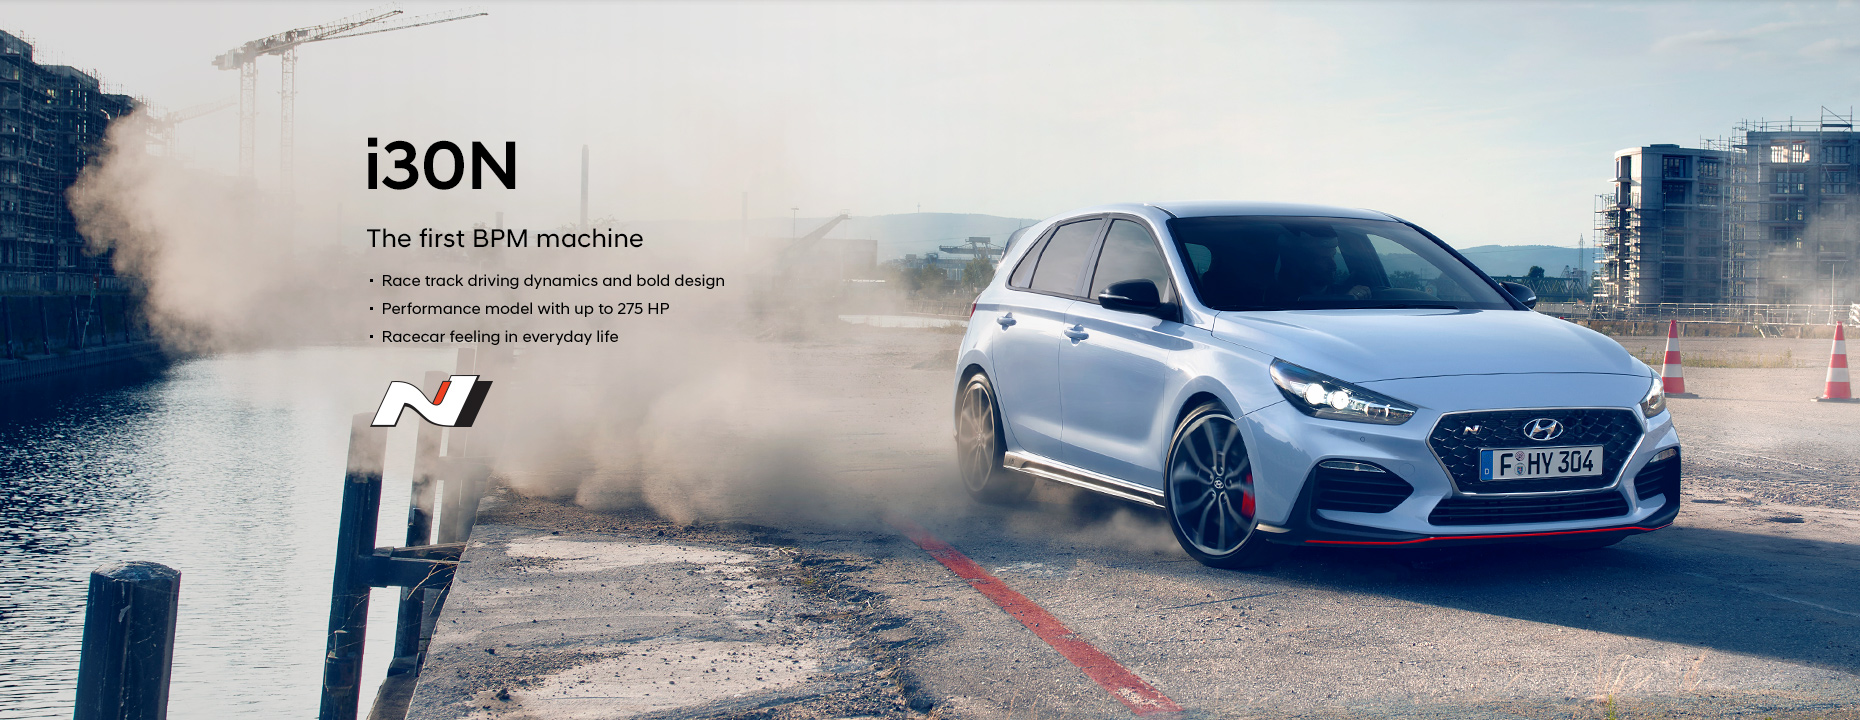 i30N
The first BPM machine
· Race track driving dynamics and bold design
· Performance model with up to 275 HP
· Racecar feeling in everyday life
N
N
F HY 304
D